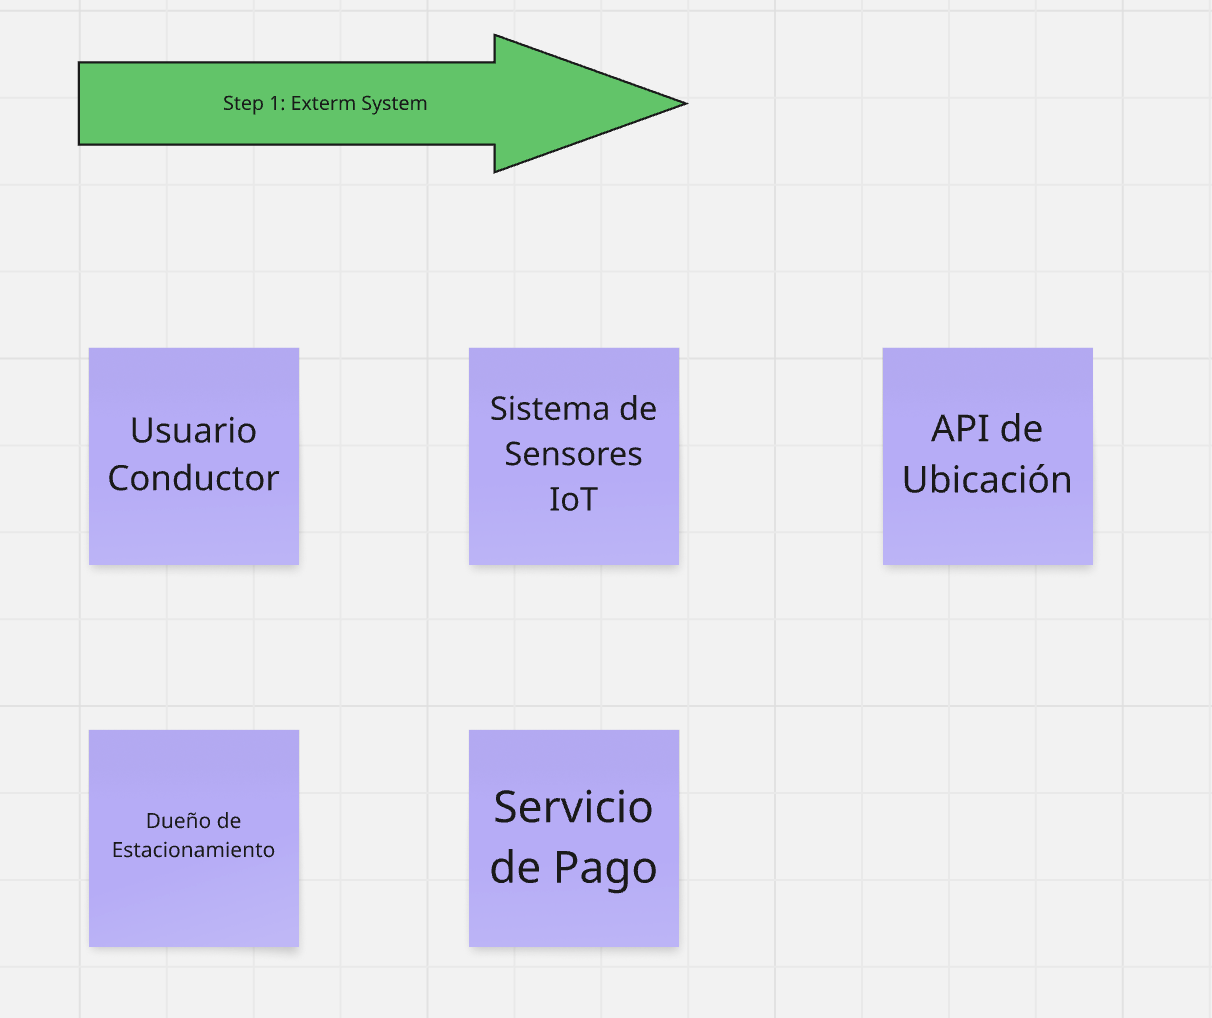 Step 1: Exterm System
Usuario
Conductor
Sistema de
Sensores
IoT
API de
Ubicación
Dueño de
Estacionamiento
Servicio
de Pago